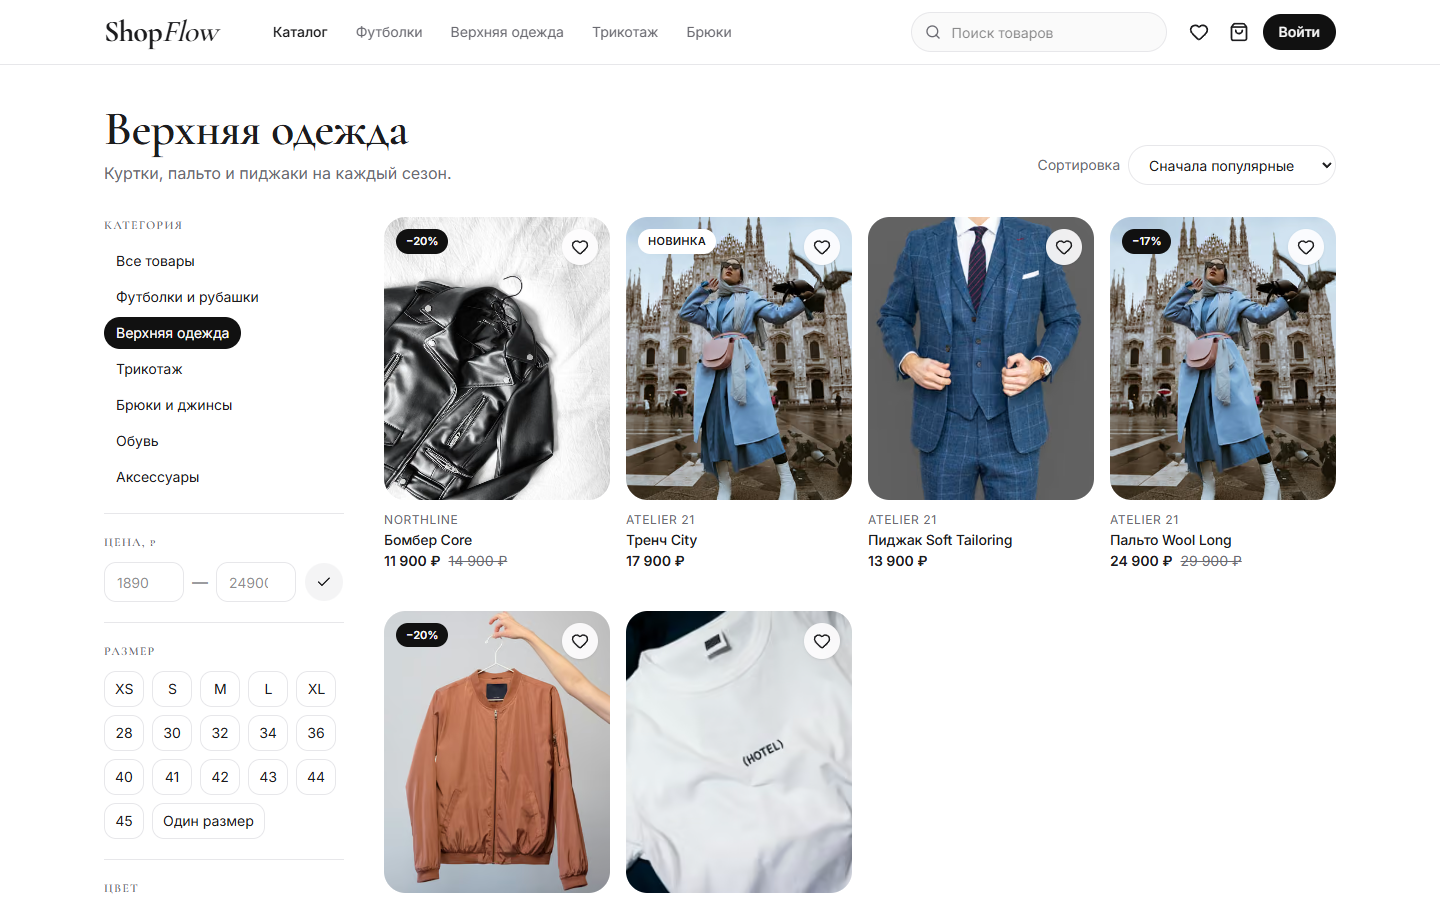 ShopFlow
Каталог
Футболки
Верхняя одежда
Трикотаж
Брюки
Поиск товаров
Войти
Верхняя одежда
Куртки, пальто и пиджаки на каждый сезон.
Сортировка
Сначала популярные
КАТЕГОРИЯ
Все товары
Футболки и рубашки
Верхняя одежда
Трикотаж
Брюки и джинсы
Обувь
Аксессуары
ЦЕНА, ₽
1890 — 24900
РАЗМЕР
XS S M L XL
28 30 32 34 36
40 41 42 43 44
45 Один размер
ЦВЕТ
−20%
NORTHLINE
Бомбер Core
11 900 ₽ 14 900 ₽
НОВИНКА
ATELIER 21
Тренч City
17 900 ₽
ATELIER 21
Пиджак Soft Tailoring
13 900 ₽
−17%
ATELIER 21
Пальто Wool Long
24 900 ₽ 29 900 ₽
−20%
(HOTEL)